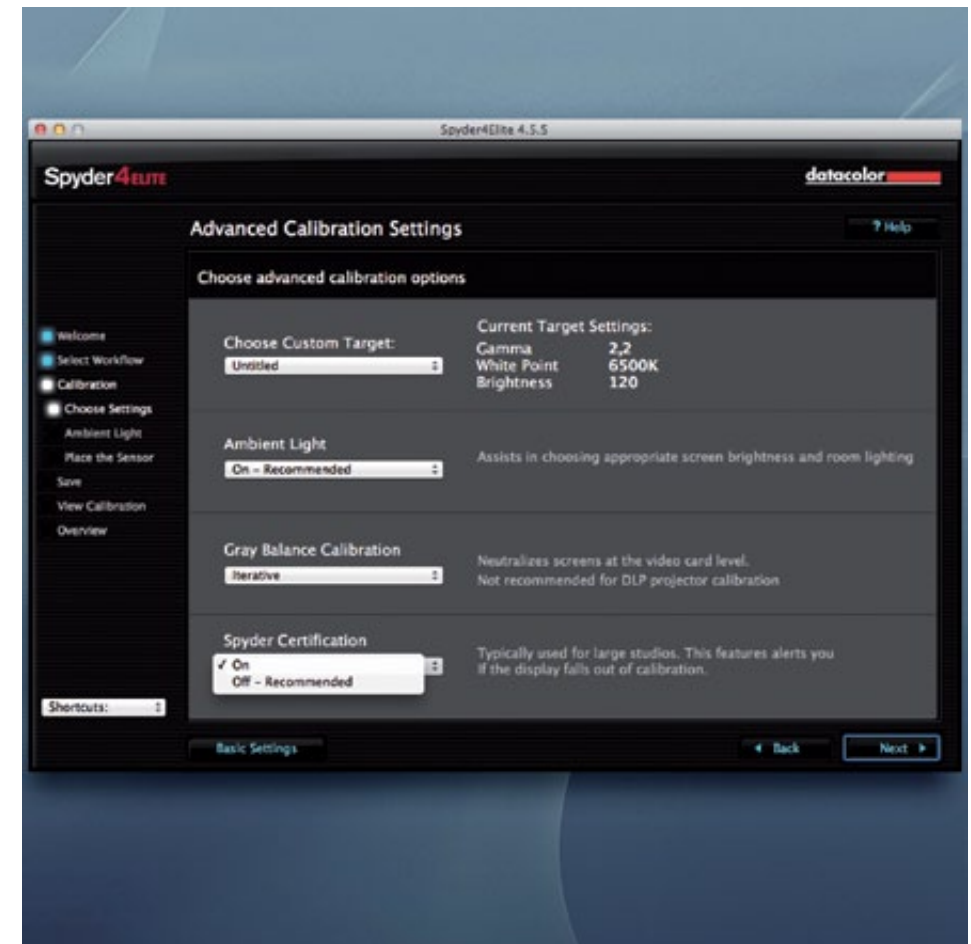 Spyder4Elite 4.5.5
Spyder4ELITE
datacolor
Advanced Calibration Settings
? Help
Choose advanced calibration options
Welcome
Select Workflow
Calibration
Choose Settings
Ambient Light
Place the Sensor
Save
View Calibration
Overview
Shortcuts:
Choose Custom Target:
Untitled
Current Target Settings:
Gamma 2,2
White Point 6500K
Brightness 120
Ambient Light
On – Recommended
Assists in choosing appropriate screen brightness and room lighting
Gray Balance Calibration
Iterative
Neutralizes screens at the video card level.
Not recommended for DLP projector calibration
Spyder Certification
✓ On
Off – Recommended
Typically used for large studios. This features alerts you
If the display falls out of calibration.
Basic Settings
Back
Next